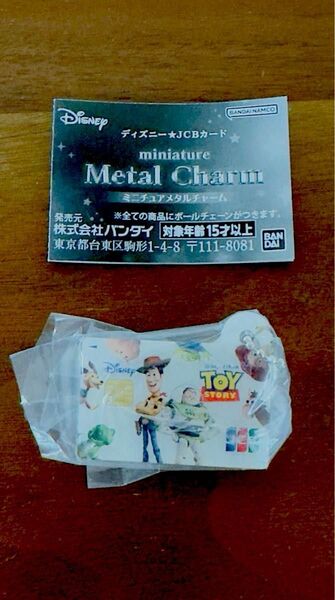 Disney
BANDAI NAMCO
ディズニー★JCBカード
miniature
Metal Charm
ミニチュアメタルチャーム
※全ての商品にボールチェーンがつきます。
発売元
株式会社バンダイ 対象年齢15才以上
東京都台東区駒形1-4-8 〒111-8081
BAN
DAI
Disney
TOY
STORY
JCB